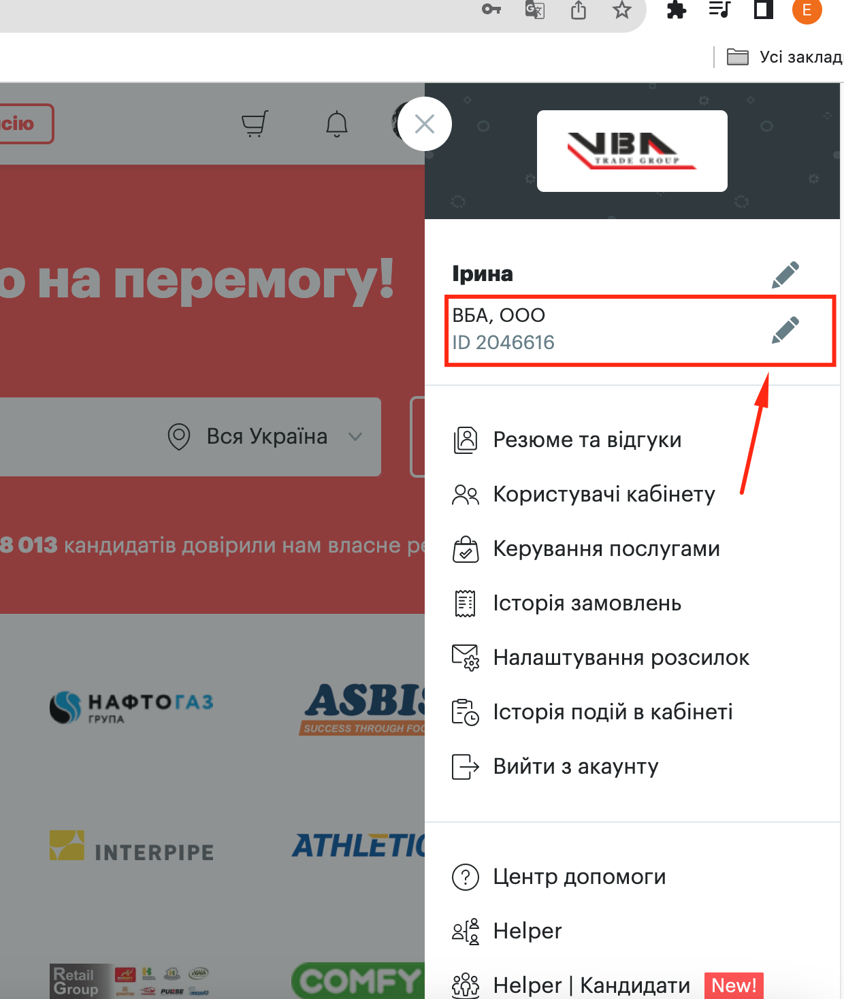 E
Усі заклад
сію
VBA
TRADE GROUP
о на перемогу!
Ірина
ВБА, ООО
ID 2046616
Вся Україна
8 013 кандидатів довірили нам власне ре
Резюме та відгуки
Користувачі кабінету
Керування послугами
Історія замовлень
Налаштування розсилок
Історія подій в кабінеті
Вийти з акаунту
НАФТОГАЗ
ГРУПА
ASBIS
SUCCESS THROUGH FOC
INTERPIPE
ATHLETIC
Центр допомоги
Helper
Helper | Кандидати New!
Retail
Group
COMFY